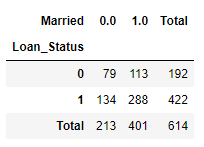 Married 0.0 1.0 Total
Loan_Status
0 79 113 192
1 134 288 422
Total 213 401 614